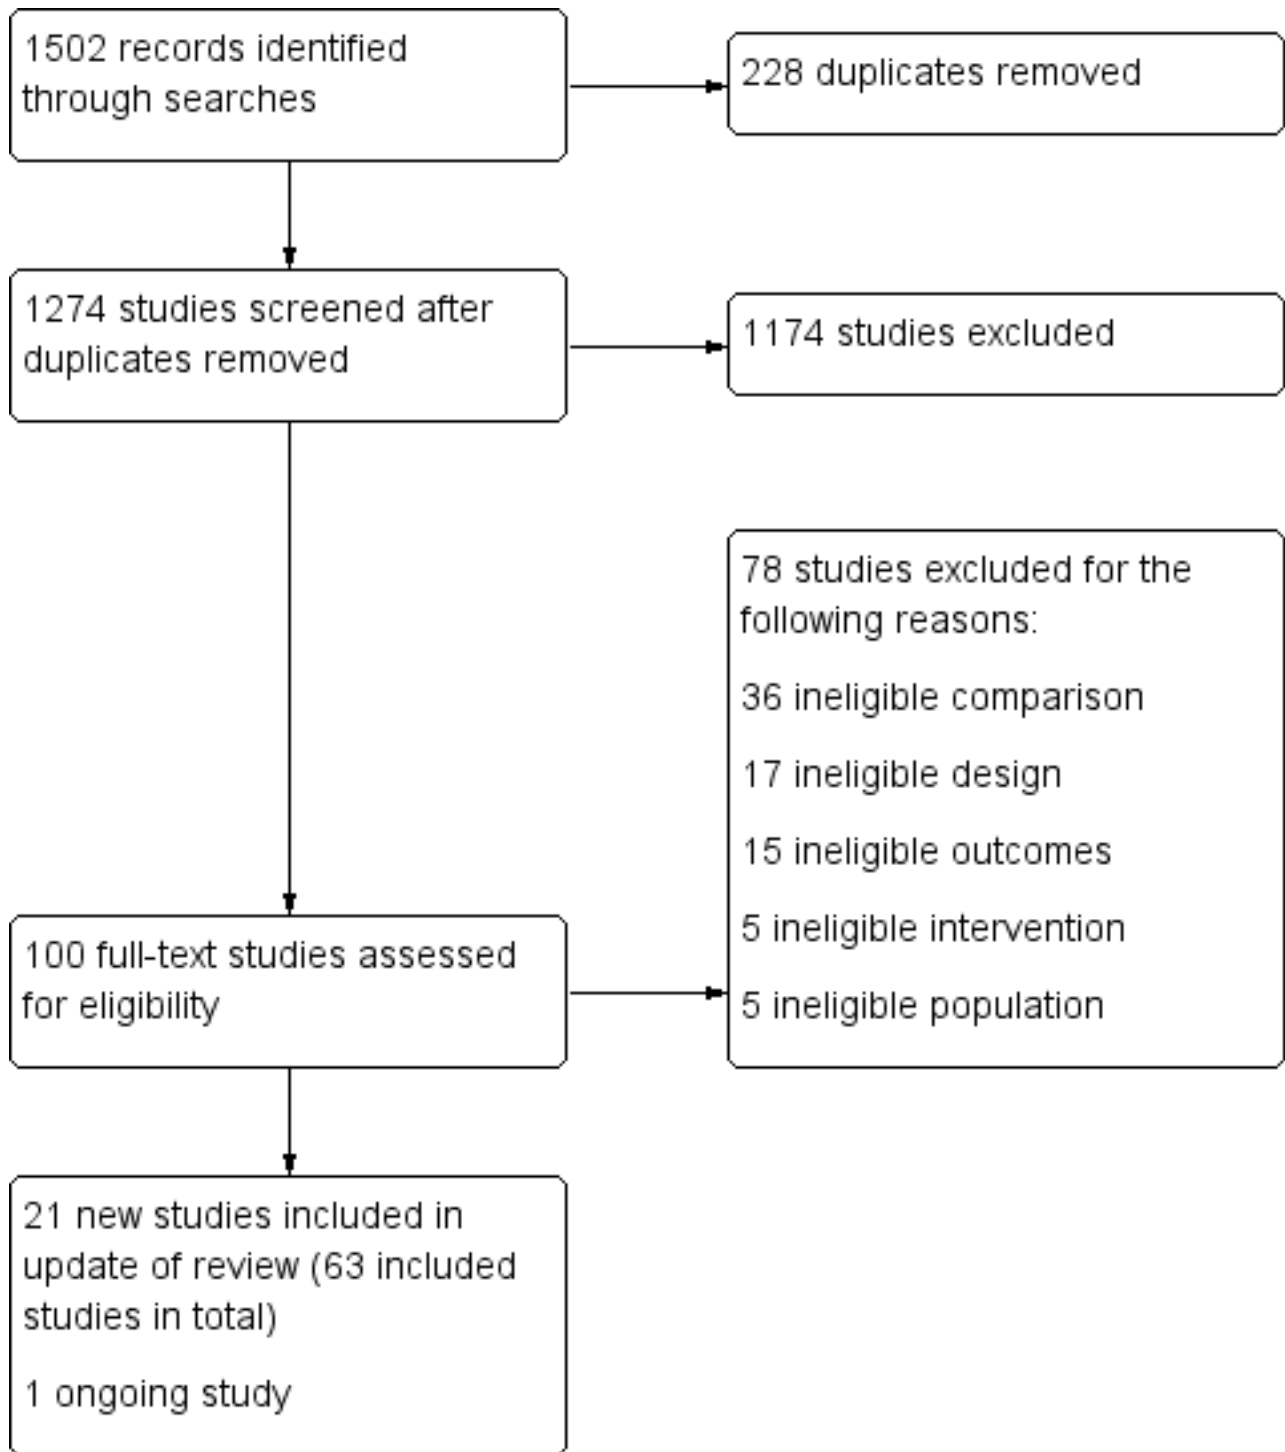 1502 records identified
through searches
228 duplicates removed
1274 studies screened after
duplicates removed
1174 studies excluded
78 studies excluded for the
following reasons:
36 ineligible comparison
17 ineligible design
15 ineligible outcomes
5 ineligible intervention
5 ineligible population
100 full-text studies assessed
for eligibility
21 new studies included in
update of review (63 included
studies in total)
1 ongoing study